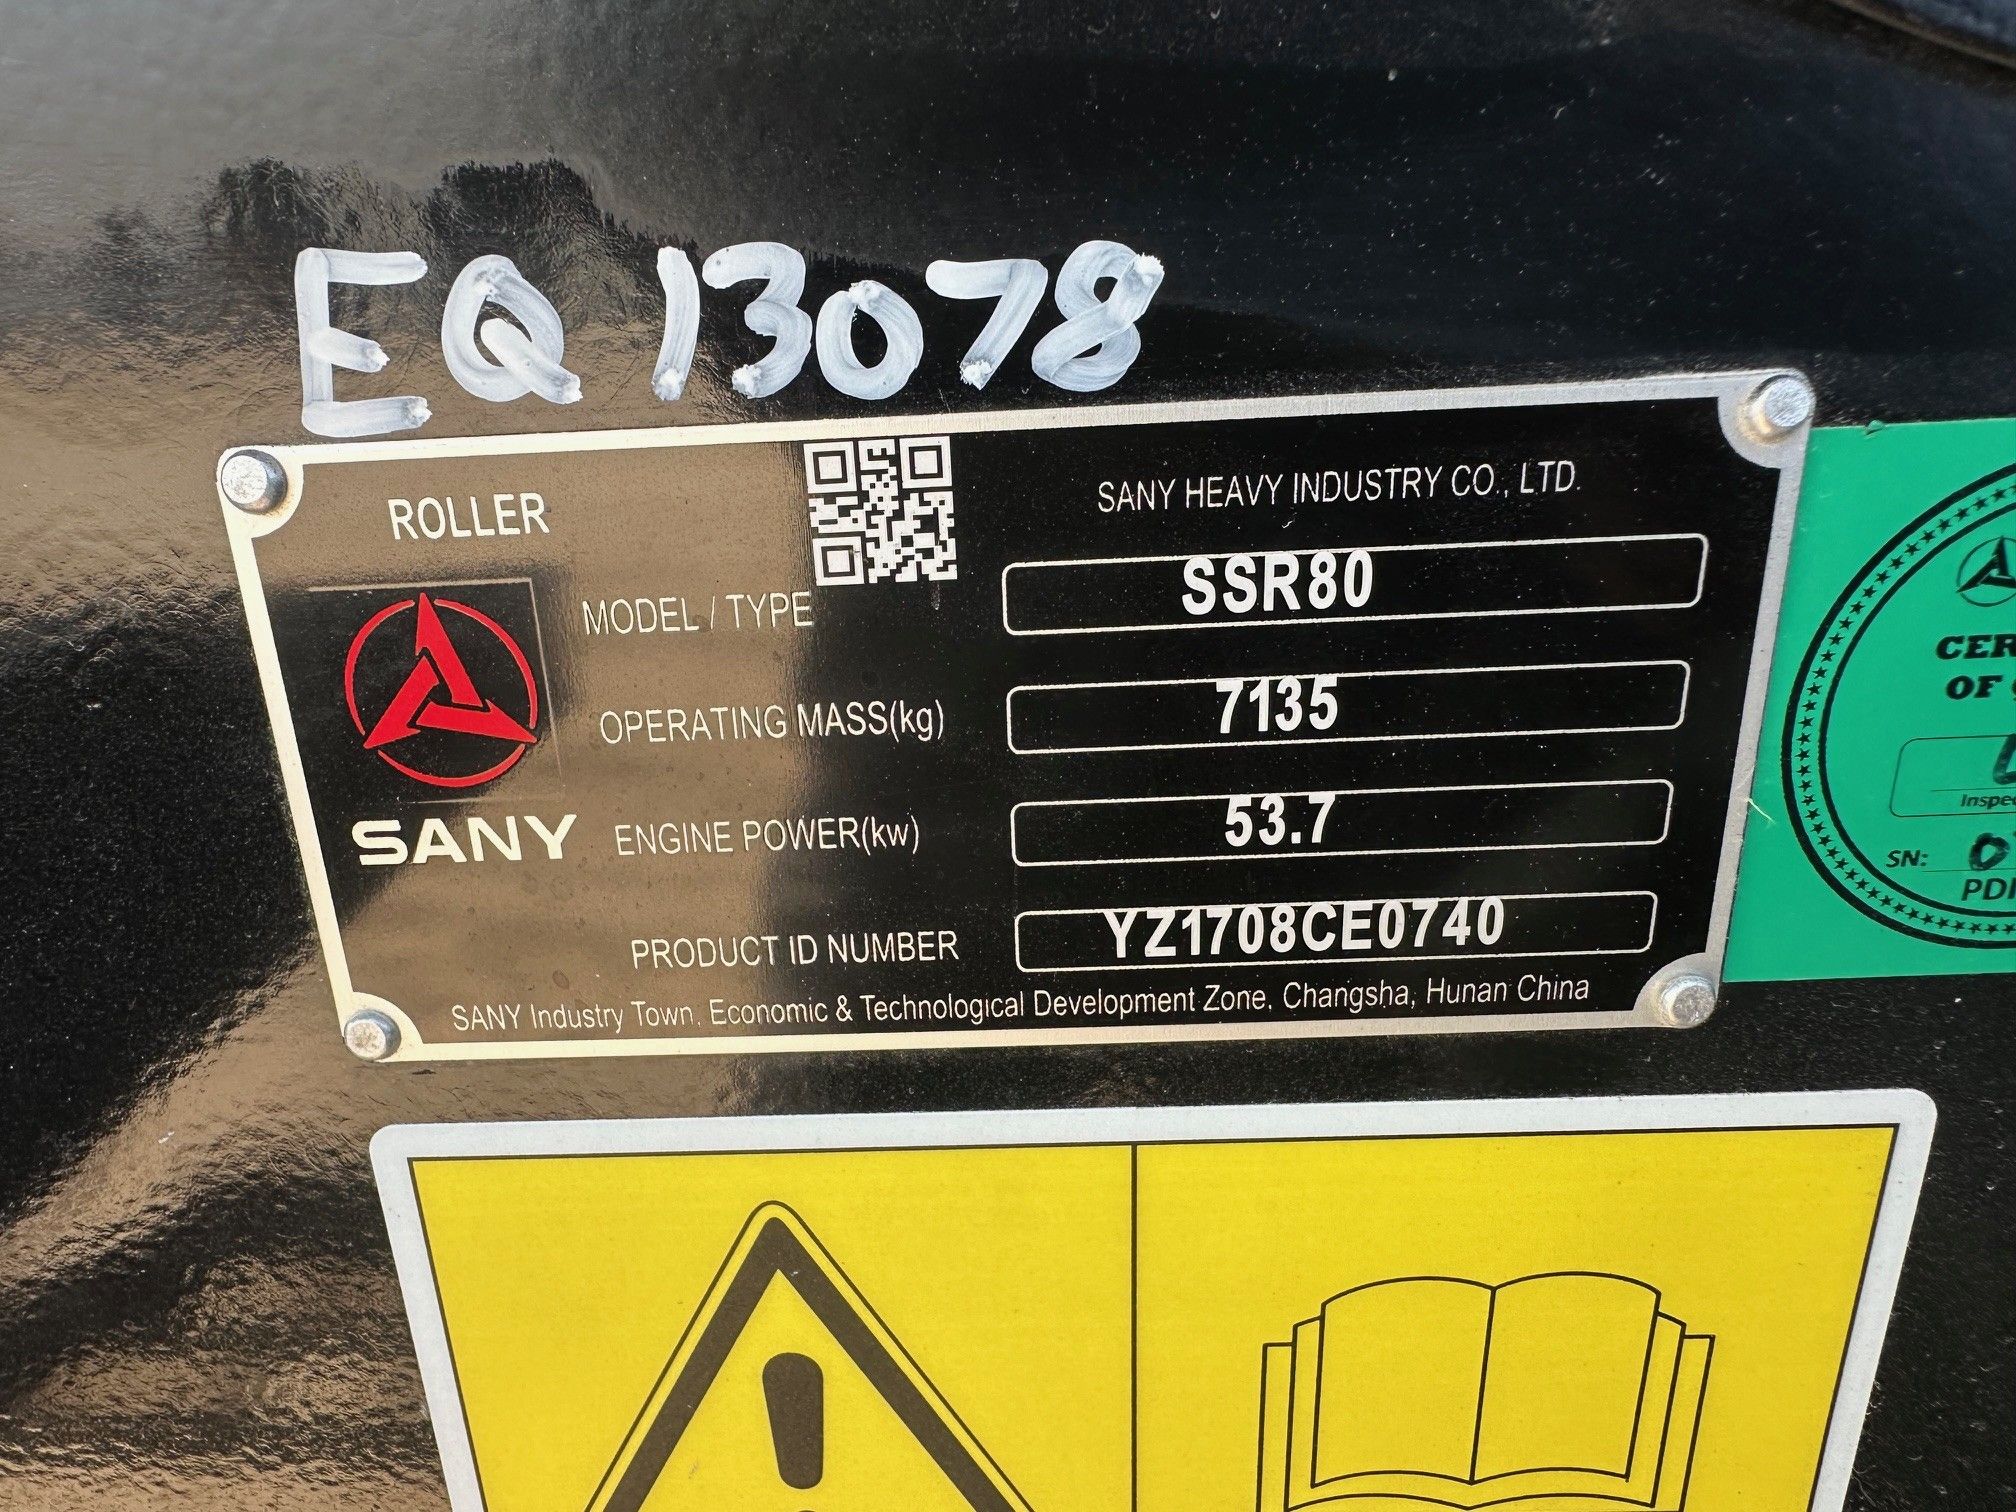 EQ 13078
ROLLER
SANY HEAVY INDUSTRY CO., LTD.
MODEL / TYPE SSR80
OPERATING MASS(kg) 7135
SANY
ENGINE POWER(kw) 53.7
PRODUCT ID NUMBER YZ1708CE0740
SANY Industry Town, Economic & Technological Development Zone, Changsha, Hunan China
OF
SN: